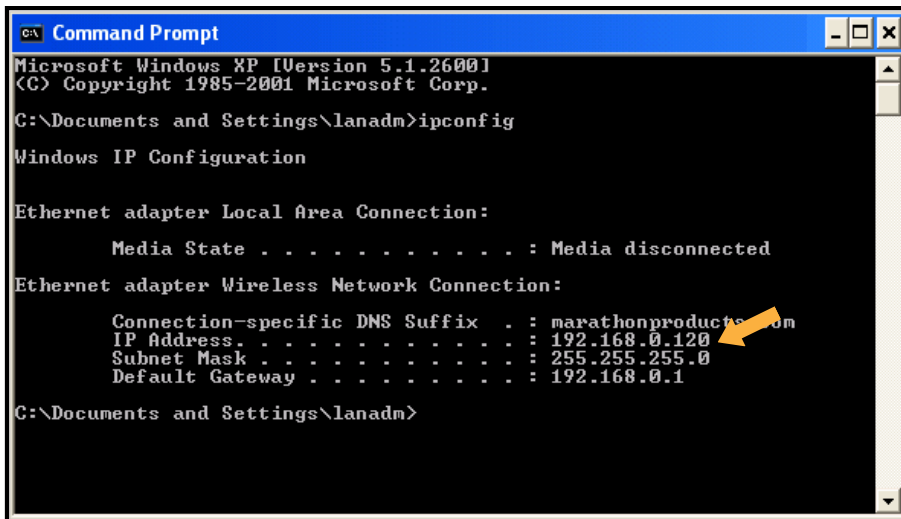 Command Prompt
Microsoft Windows XP [Version 5.1.2600]
(C) Copyright 1985-2001 Microsoft Corp.
C:\Documents and Settings\lanadm>ipconfig
Windows IP Configuration
Ethernet adapter Local Area Connection:
Media State . . . . . . . . . . . : Media disconnected
Ethernet adapter Wireless Network Connection:
Connection-specific DNS Suffix  . : marathonproducts.com
IP Address. . . . . . . . . . . . : 192.168.0.120
Subnet Mask . . . . . . . . . . . : 255.255.255.0
Default Gateway . . . . . . . . . : 192.168.0.1
C:\Documents and Settings\lanadm>